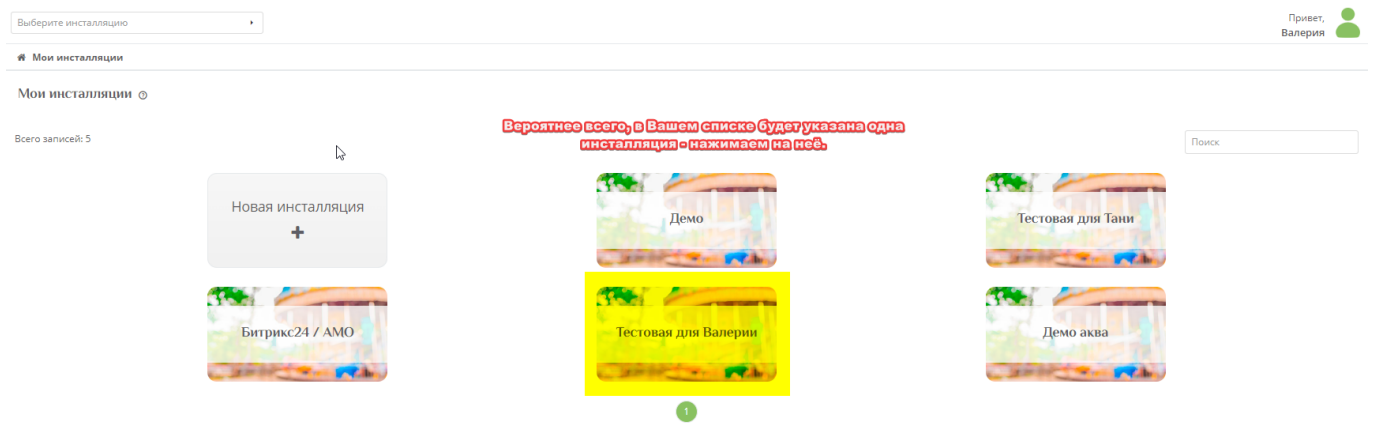 Выберите инсталляцию
Привет,
Валерия
Мои инсталляции
Мои инсталляции
Вероятнее всего, в Вашем списке будет указана одна
инсталляция - нажимаем на неё.
Всего записей: 5
Поиск
Новая инсталляция
Демо
Тестовая для Тани
Битрикс24 / АМО
Тестовая для Валерии
Демо аква
1